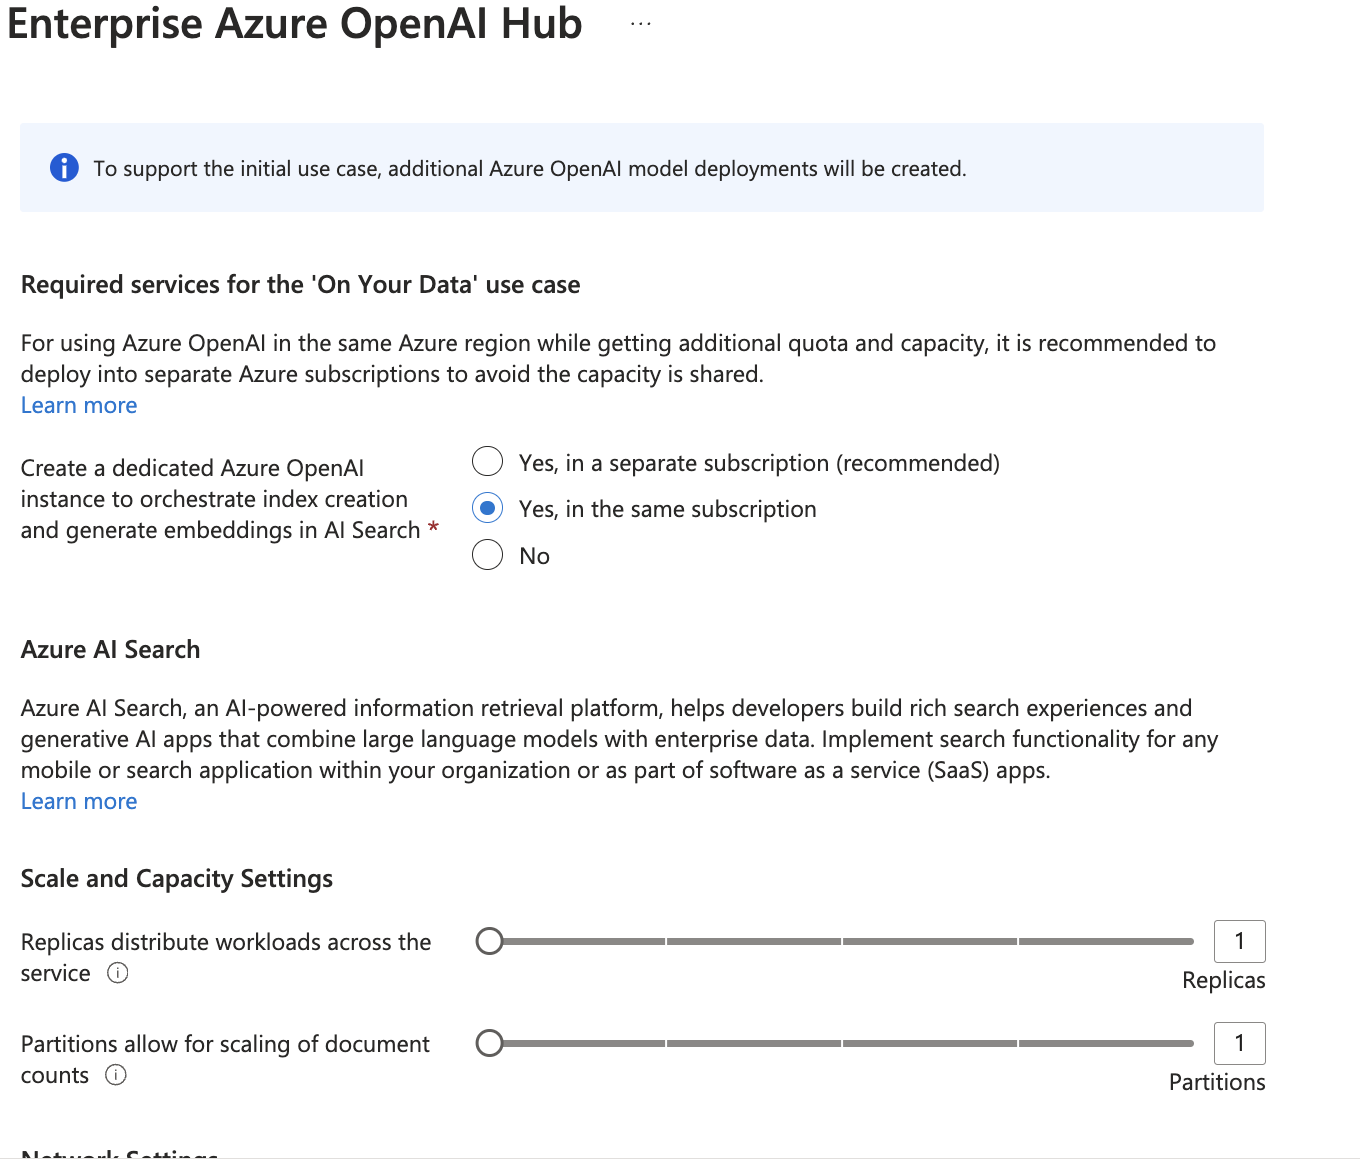 Enterprise Azure OpenAI Hub ...
To support the initial use case, additional Azure OpenAI model deployments will be created.
Required services for the 'On Your Data' use case
For using Azure OpenAI in the same Azure region while getting additional quota and capacity, it is recommended to
deploy into separate Azure subscriptions to avoid the capacity is shared.
Learn more
Create a dedicated Azure OpenAI
instance to orchestrate index creation
and generate embeddings in AI Search *
Yes, in a separate subscription (recommended)
Yes, in the same subscription
No
Azure AI Search
Azure AI Search, an AI-powered information retrieval platform, helps developers build rich search experiences and
generative AI apps that combine large language models with enterprise data. Implement search functionality for any
mobile or search application within your organization or as part of software as a service (SaaS) apps.
Learn more
Scale and Capacity Settings
Replicas distribute workloads across the
service
1
Replicas
Partitions allow for scaling of document
counts
1
Partitions
Network Settings